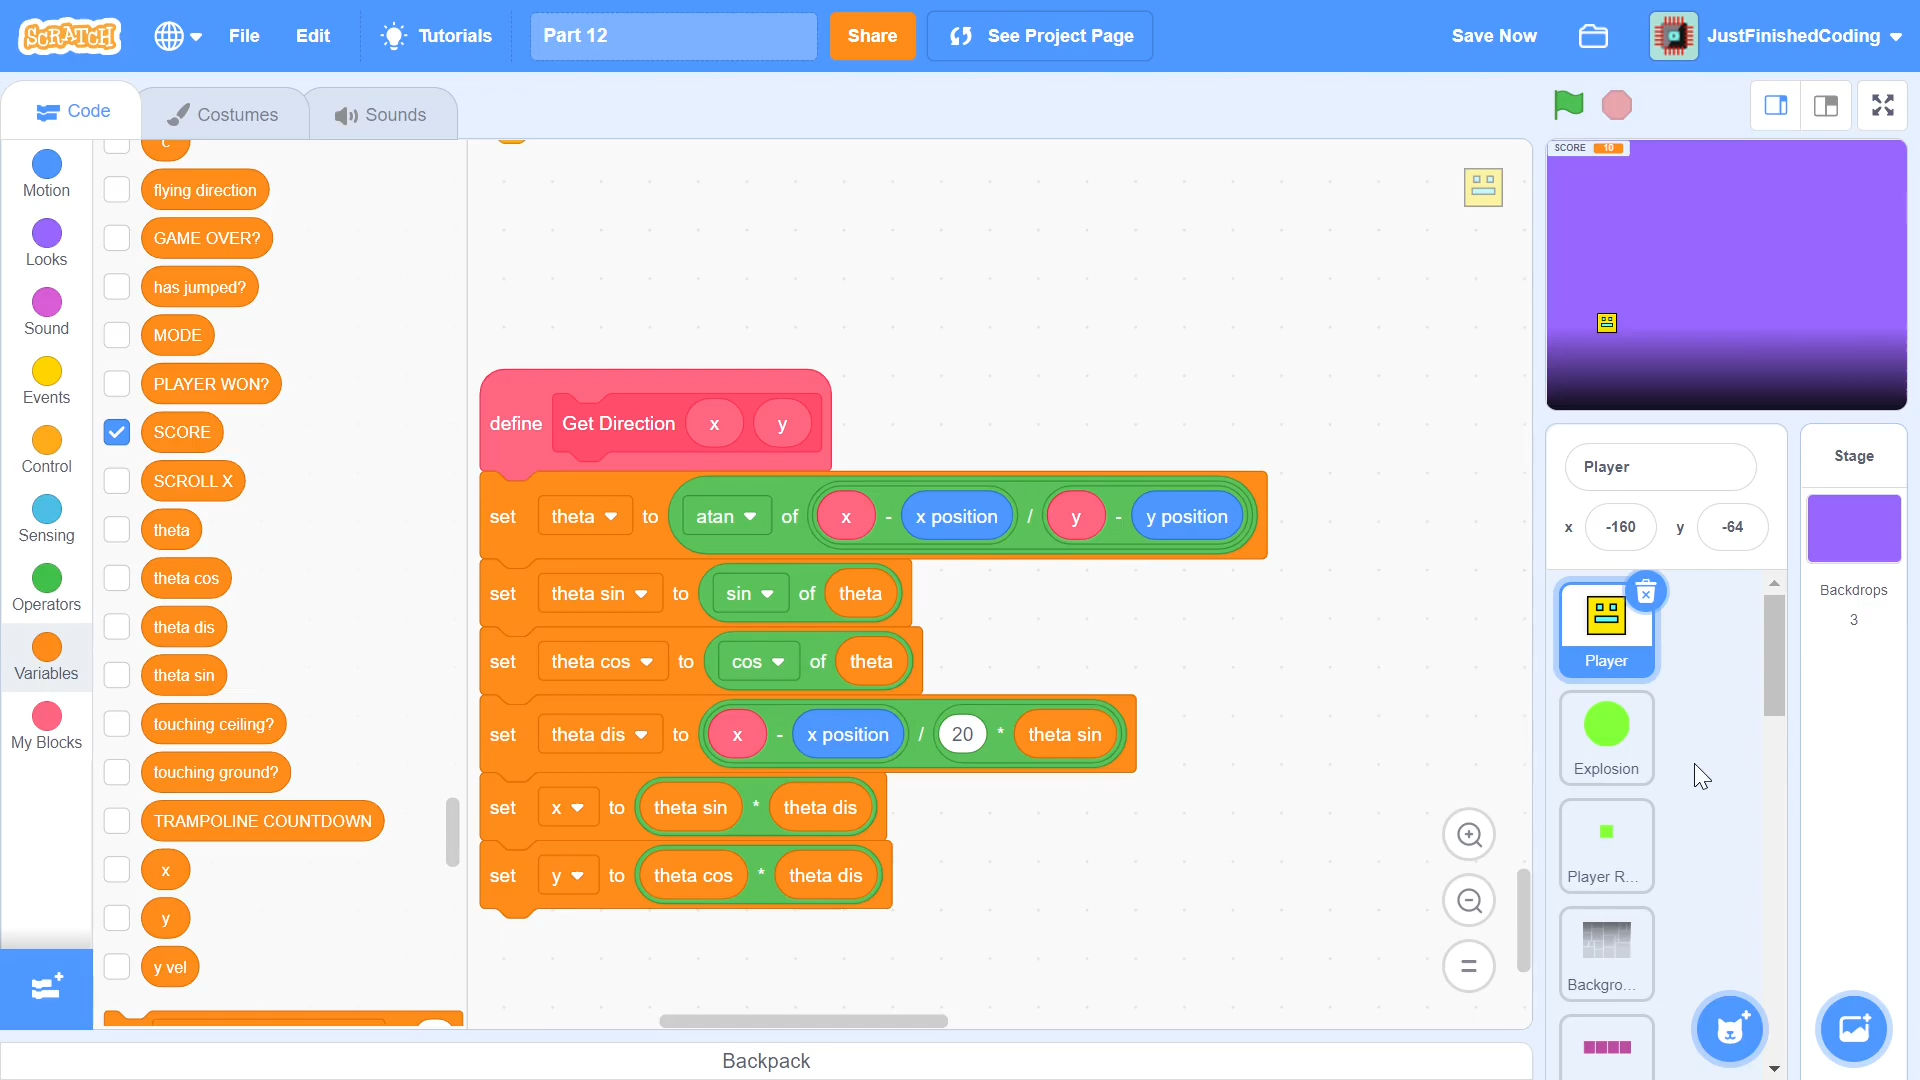 SCRATCH
File
Edit
Tutorials
Part 12
Share
See Project Page
Save Now
JustFinishedCoding
Code
Costumes
Sounds
Motion
Looks
Sound
Events
Control
Sensing
Operators
Variables
My Blocks
c
flying direction
GAME OVER?
has jumped?
MODE
PLAYER WON?
SCORE
SCROLL X
theta
theta cos
theta dis
theta sin
touching ceiling?
touching ground?
TRAMPOLINE COUNTDOWN
x
y
y vel
define Get Direction x y
set theta to atan of x - x position / y - y position
set theta sin to sin of theta
set theta cos to cos of theta
set theta dis to x - x position / 20 * theta sin
set x to theta sin * theta dis
set y to theta cos * theta dis
Backpack
SCORE 10
Player
x -160 y -64
Player
Explosion
Player R...
Backgro...
Stage
Backdrops
3